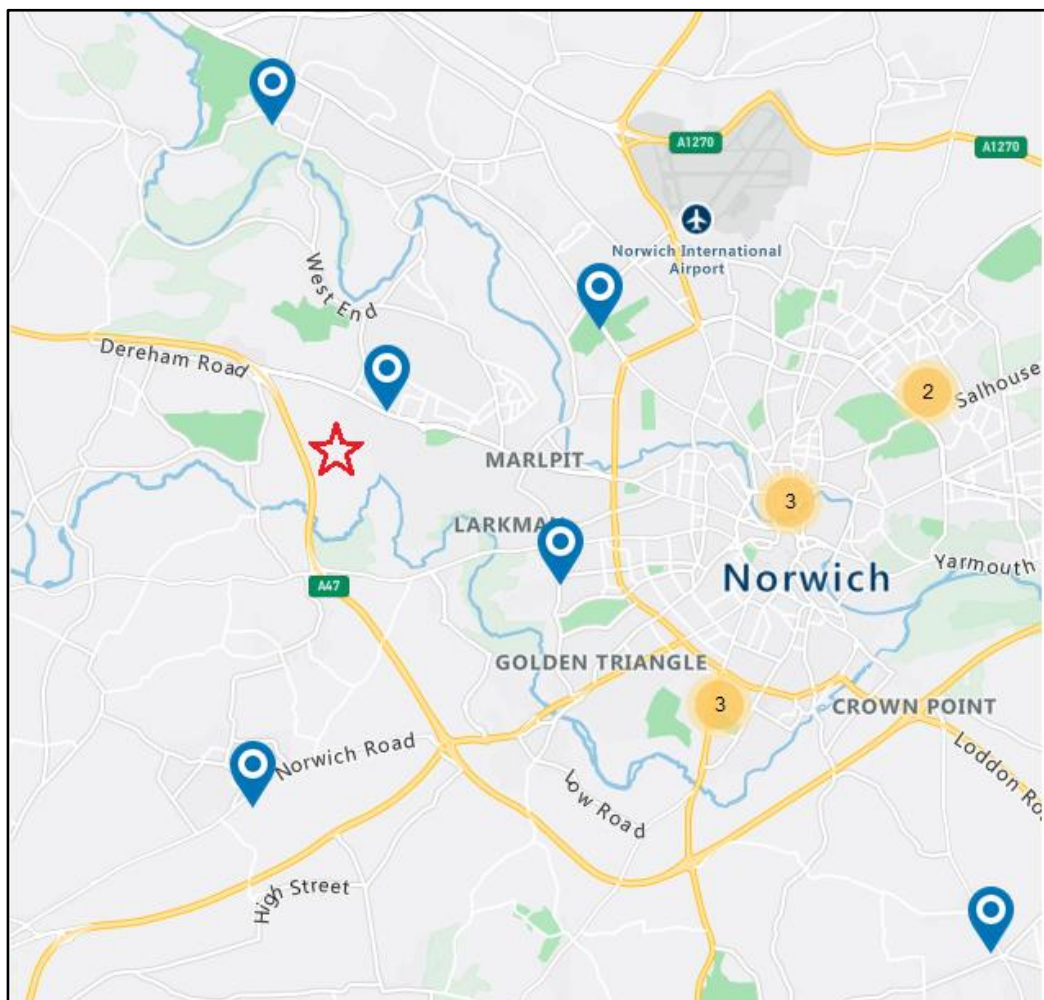 A1270
A1270
Norwich International
Airport
West End
Dereham Road
2
Salhouse
MARLPIT
3
LARKMAN
Yarmouth
Norwich
A47
GOLDEN TRIANGLE
3
CROWN POINT
Norwich Road
Loddon Ro
Low Road
High Street